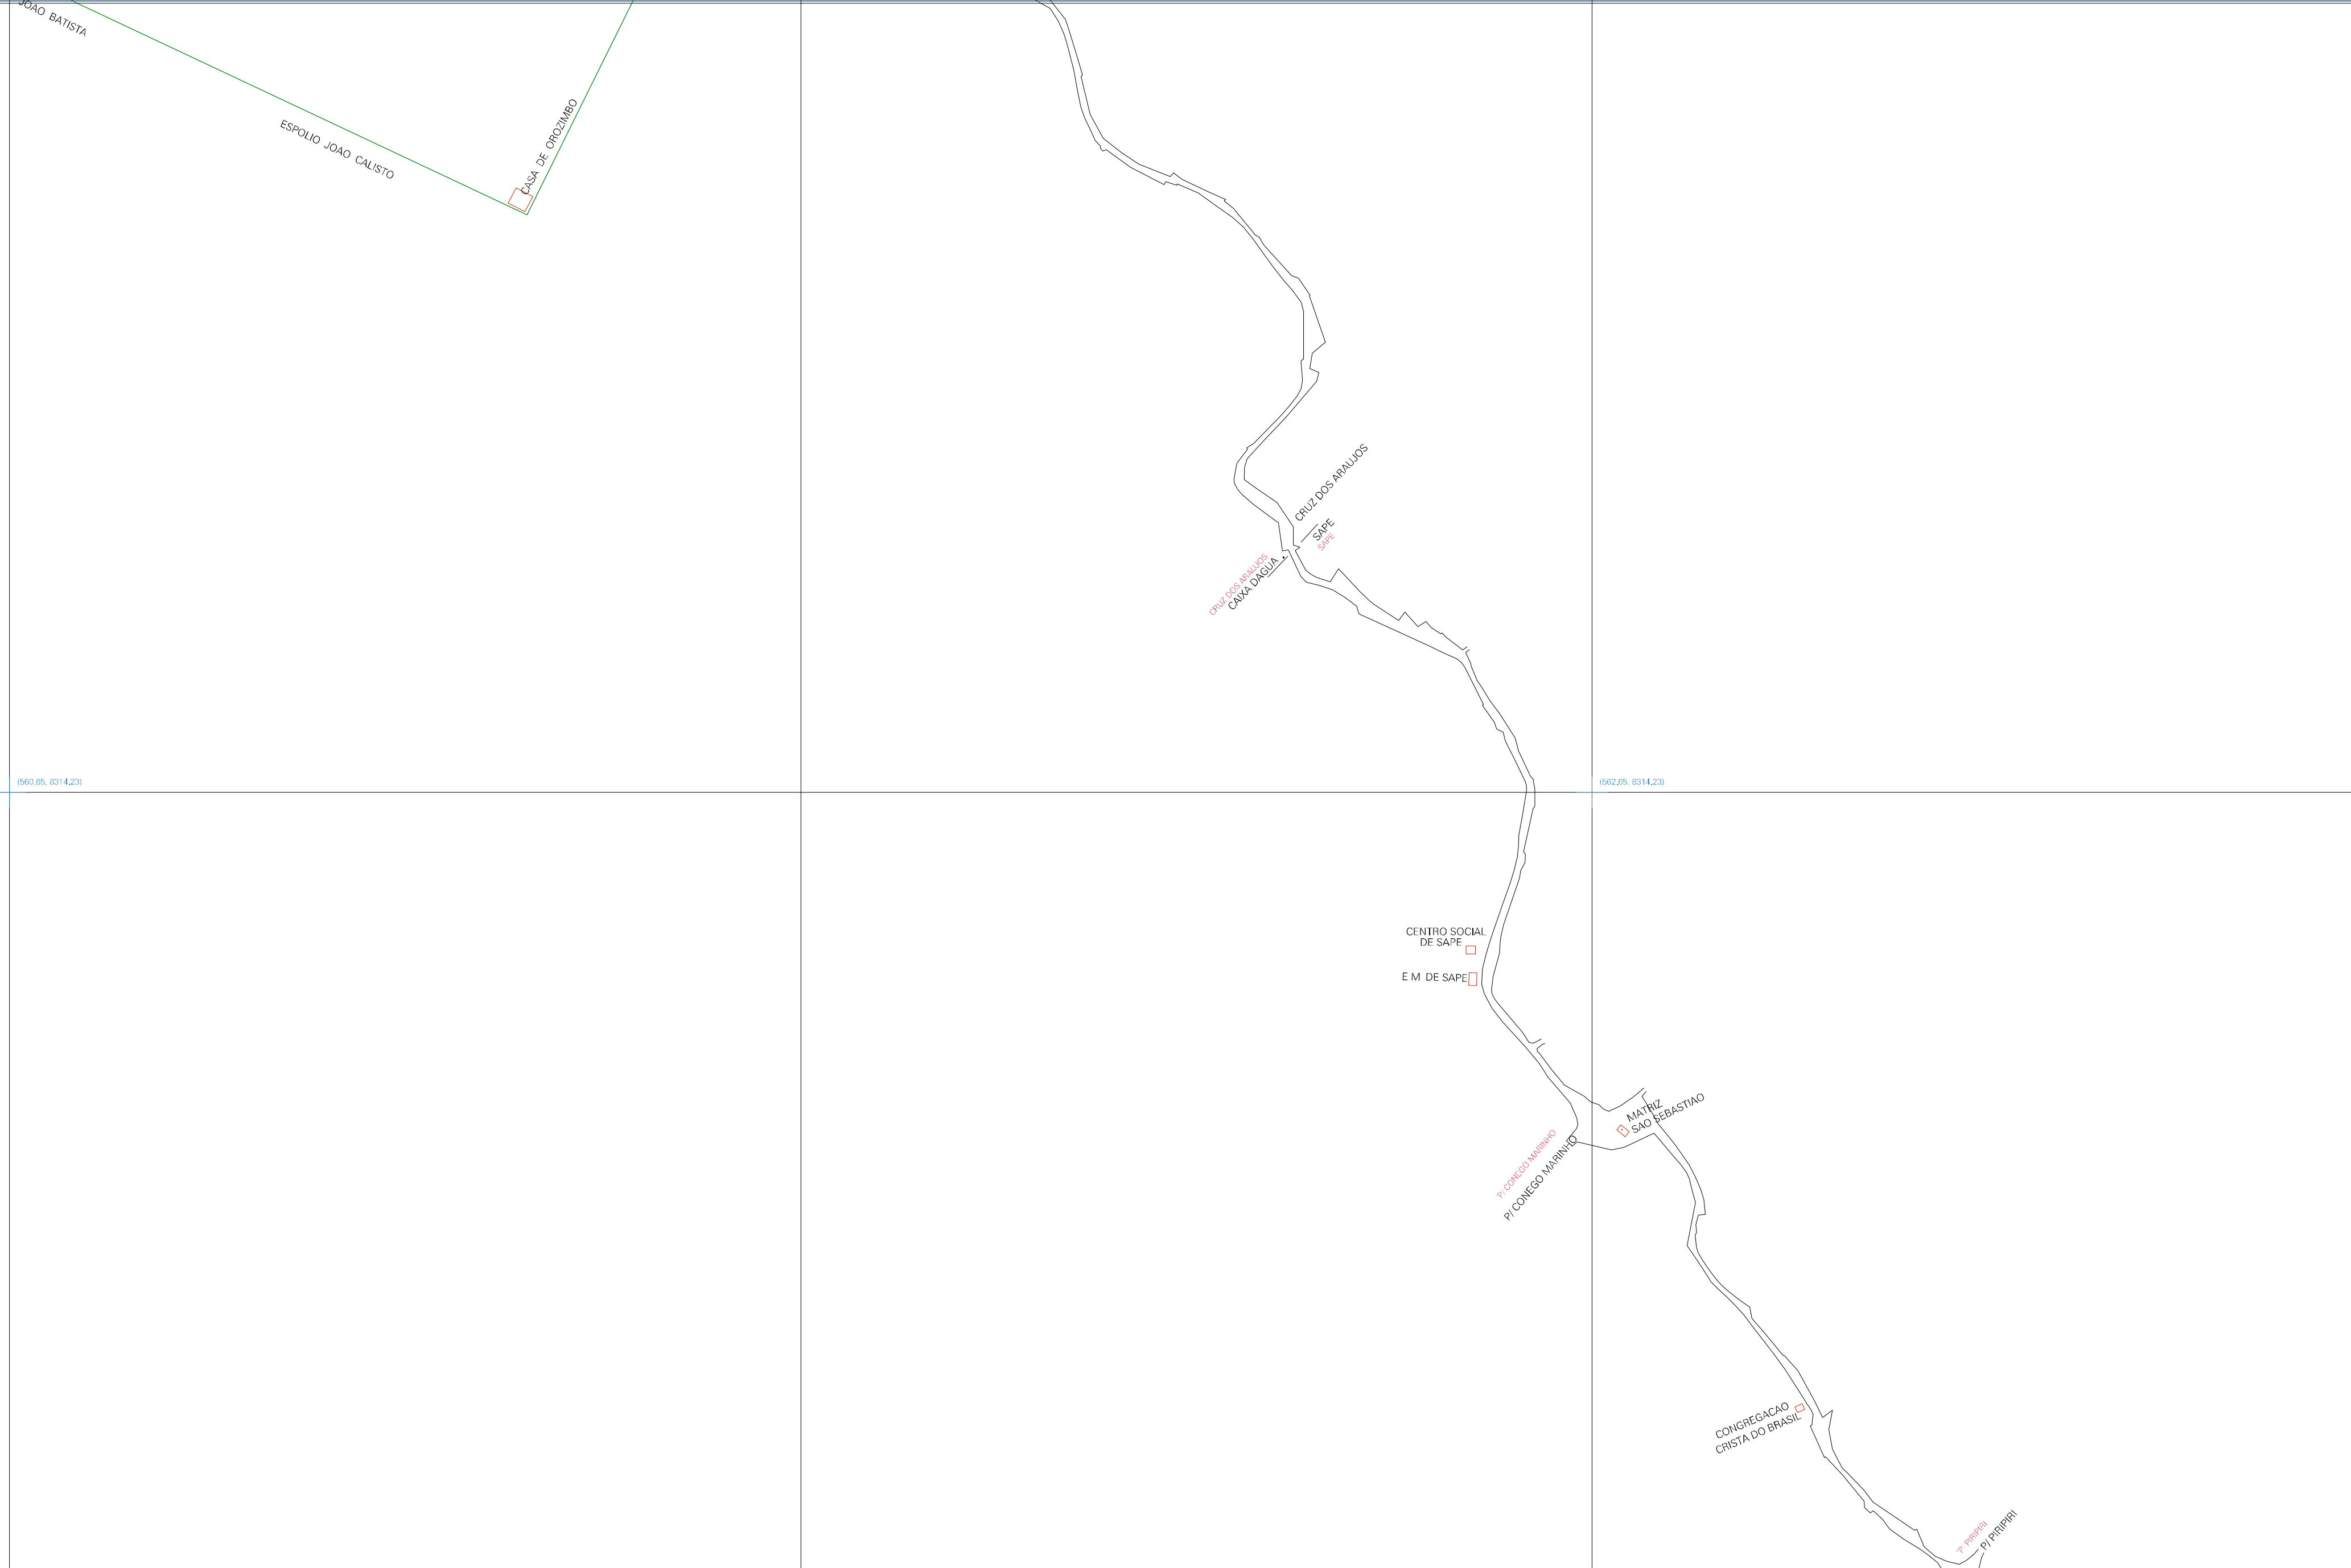 JOAO BATISTA
ESPOLIO JOAO CALISTO
CASA DE OROZIMBO
CRUZ DOS ARAUJOS
SAPE
SAPE
CRUZ DOS ARAUJOS
CAIXA DAGUA
(560,65, 8314,23)
(562,65, 8314,23)
CENTRO SOCIAL
DE SAPE
E M DE SAPE
MATRIZ
SAO SEBASTIAO
P/ CONEGO MARINHO
P/ CONEGO MARINHO
CONGREGACAO
CRISTA DO BRASIL
'P. PIRIPIRI
P/ PIRIPIRI